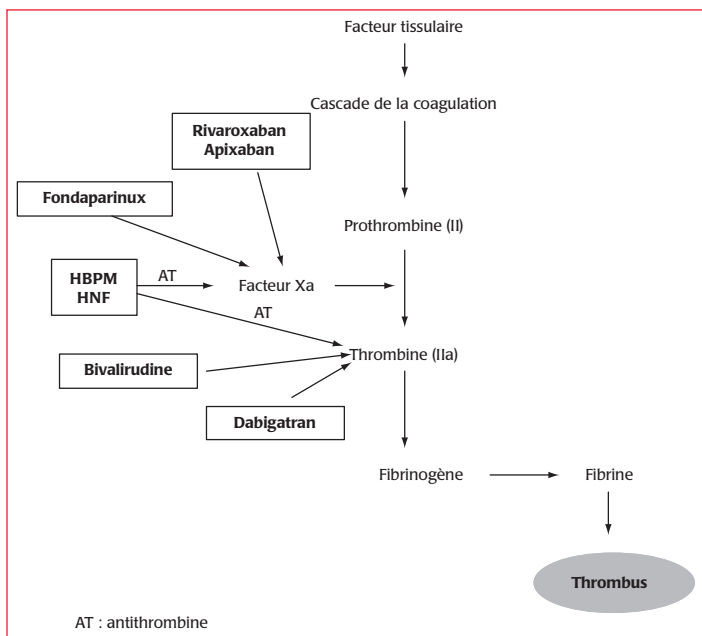 Facteur tissulaire
Cascade de la coagulation
Rivaroxaban
Apixaban
Fondaparinux
Prothrombine (II)
HBPM
HNF
AT
Facteur Xa
AT
Thrombine (IIa)
Bivalirudine
Dabigatran
Fibrinogène
Fibrine
Thrombus
AT : antithrombine